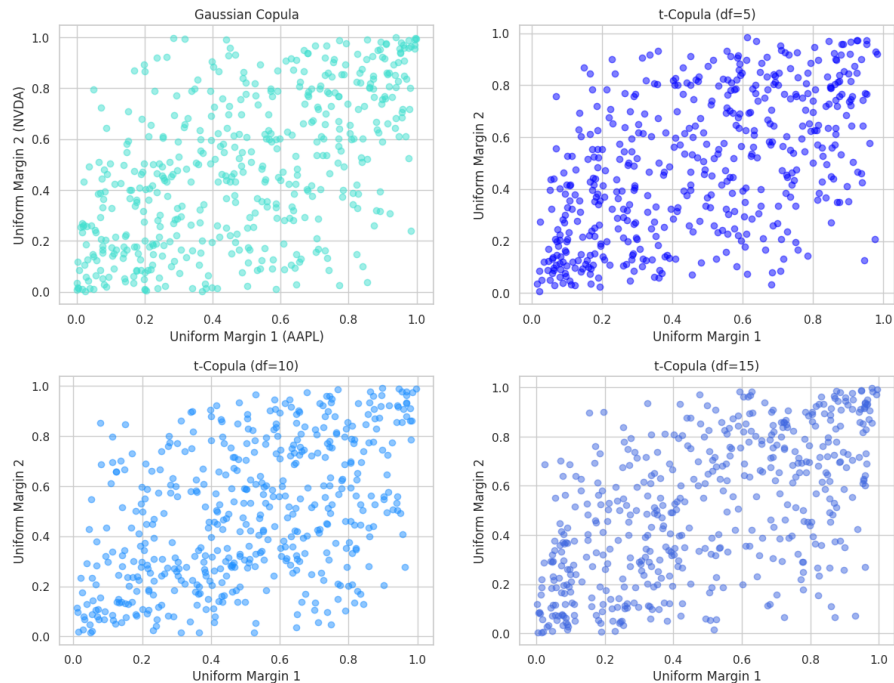 Gaussian Copula
1.0
0.8
0.6
0.4
0.2
0.0
Uniform Margin 2 (NVDA)
0.0 0.2 0.4 0.6 0.8 1.0
Uniform Margin 1 (AAPL)
t-Copula (df=5)
1.0
0.8
0.6
0.4
0.2
0.0
Uniform Margin 2
0.0 0.2 0.4 0.6 0.8 1.0
Uniform Margin 1
t-Copula (df=10)
1.0
0.8
0.6
0.4
0.2
0.0
Uniform Margin 2
0.0 0.2 0.4 0.6 0.8 1.0
Uniform Margin 1
t-Copula (df=15)
1.0
0.8
0.6
0.4
0.2
0.0
Uniform Margin 2
0.0 0.2 0.4 0.6 0.8 1.0
Uniform Margin 1